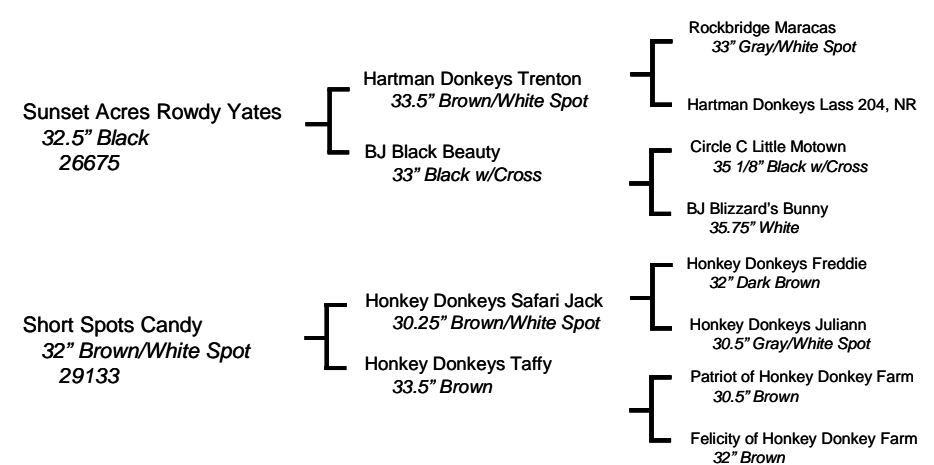 Sunset Acres Rowdy Yates
32.5” Black
26675
Hartman Donkeys Trenton
33.5” Brown/White Spot
BJ Black Beauty
33” Black w/Cross
Rockbridge Maracas
33” Gray/White Spot
Hartman Donkeys Lass 204, NR
Circle C Little Motown
35 1/8” Black w/Cross
BJ Blizzard’s Bunny
35.75” White
Short Spots Candy
32” Brown/White Spot
29133
Honkey Donkeys Safari Jack
30.25” Brown/White Spot
Honkey Donkeys Taffy
33.5” Brown
Honkey Donkeys Freddie
32” Dark Brown
Honkey Donkeys Juliann
30.5” Gray/White Spot
Patriot of Honkey Donkey Farm
30.5” Brown
Felicity of Honkey Donkey Farm
32” Brown